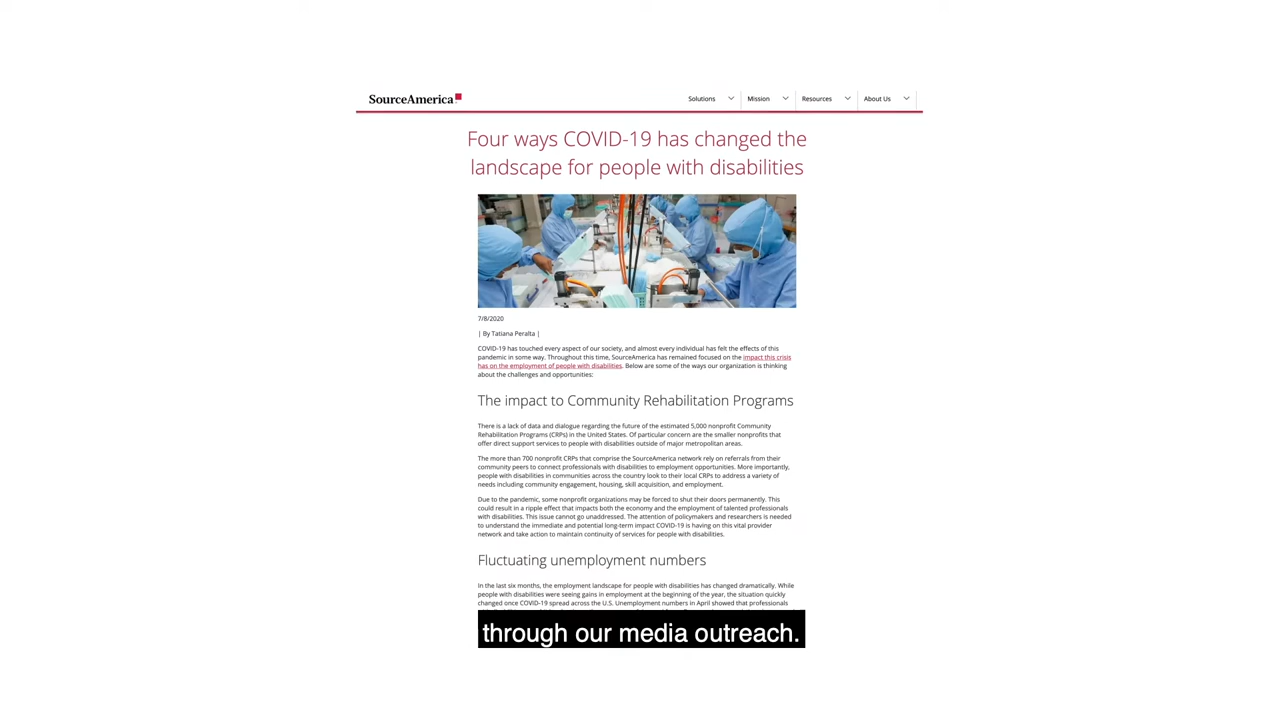 SourceAmerica
Solutions
Mission
Resources
About Us
Four ways COVID-19 has changed the
landscape for people with disabilities
7/8/2020
| By Tatiana Peralta |
COVID-19 has touched every aspect of our society, and almost every individual has felt the effects of this
pandemic in some way. Throughout this time, SourceAmerica has remained focused on the impact this crisis
has on the employment of people with disabilities. Below are some of the ways our organization is thinking
about the challenges and opportunities:
The impact to Community Rehabilitation Programs
There is a lack of data and dialogue regarding the future of the estimated 5,000 nonprofit Community
Rehabilitation Programs (CRPs) in the United States. Of particular concern are the smaller nonprofits that
offer direct support services to people with disabilities outside of major metropolitan areas.
The more than 700 nonprofit CRPs that comprise the SourceAmerica network rely on referrals from their
community peers to connect professionals with disabilities to employment opportunities. More importantly,
people with disabilities in communities across the country look to their local CRPs to address a variety of
needs including community engagement, housing, skill acquisition, and employment.
Due to the pandemic, some nonprofit organizations may be forced to shut their doors permanently. This
could result in a ripple effect that impacts both the economy and the employment of talented professionals
with disabilities. This issue cannot go unaddressed. The attention of policymakers and researchers is needed
to understand the immediate and potential long-term impact COVID-19 is having on this vital provider
network and take action to maintain continuity of services for people with disabilities.
Fluctuating unemployment numbers
In the last six months, the employment landscape for people with disabilities has changed dramatically. While
people with disabilities were seeing gains in employment at the beginning of the year, the situation quickly
changed once COVID-19 spread across the U.S. Unemployment numbers in April showed that professionals
through our media outreach.